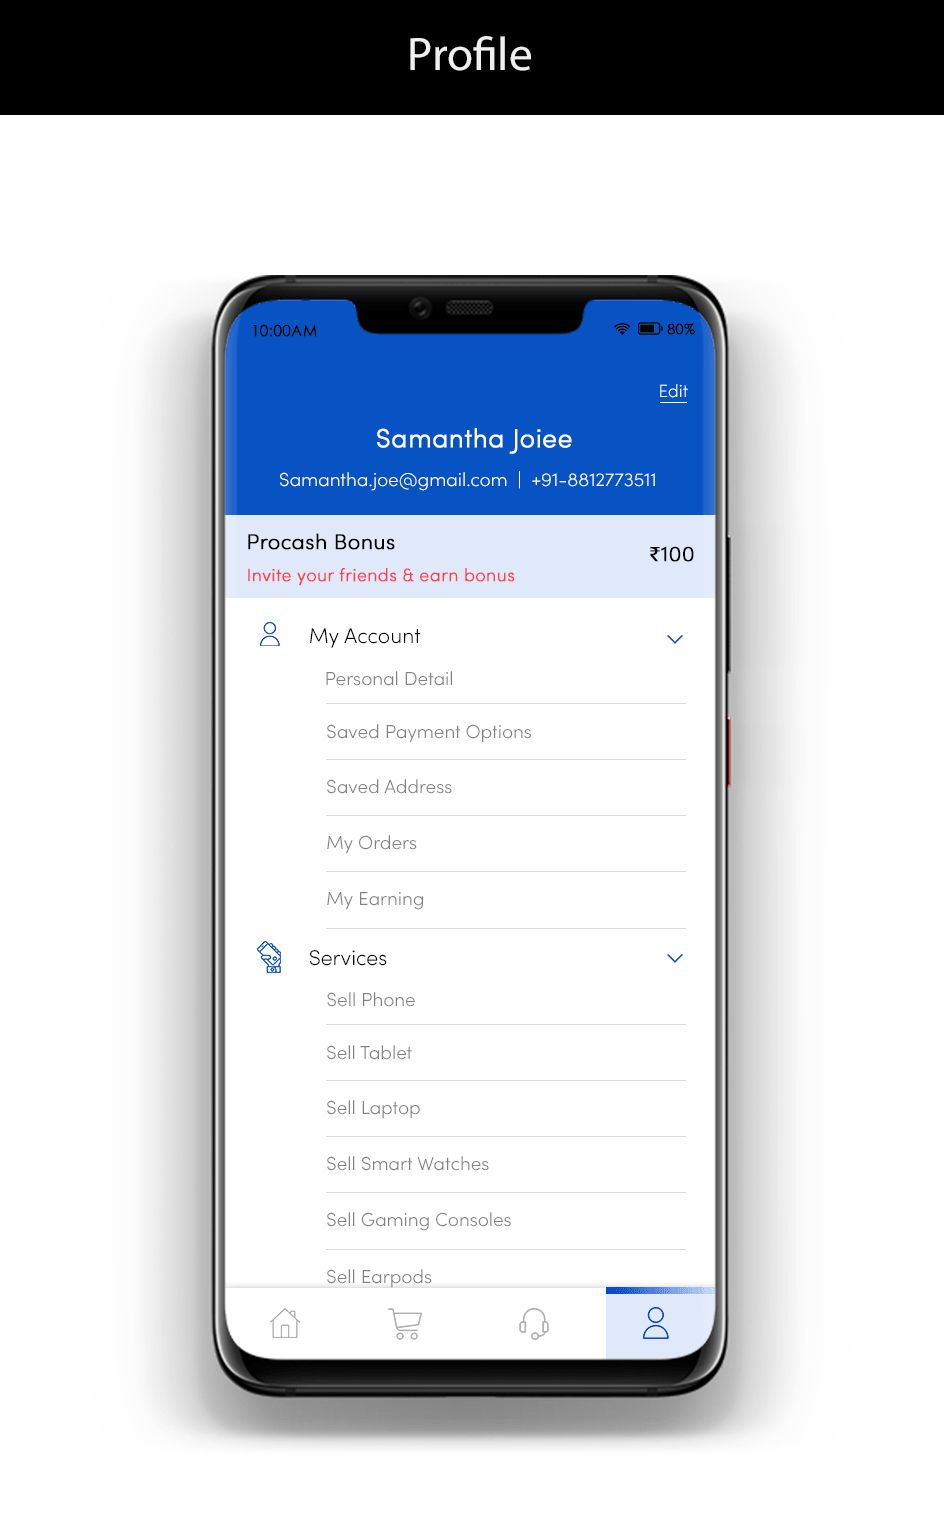 Profile
10:00AM
80%
Edit
Samantha Joiee
Samantha.joe@gmail.com | +91-8812773511
Procash Bonus
₹100
Invite your friends & earn bonus
My Account
Personal Detail
Saved Payment Options
Saved Address
My Orders
My Earning
Services
Sell Phone
Sell Tablet
Sell Laptop
Sell Smart Watches
Sell Gaming Consoles
Sell Earpods